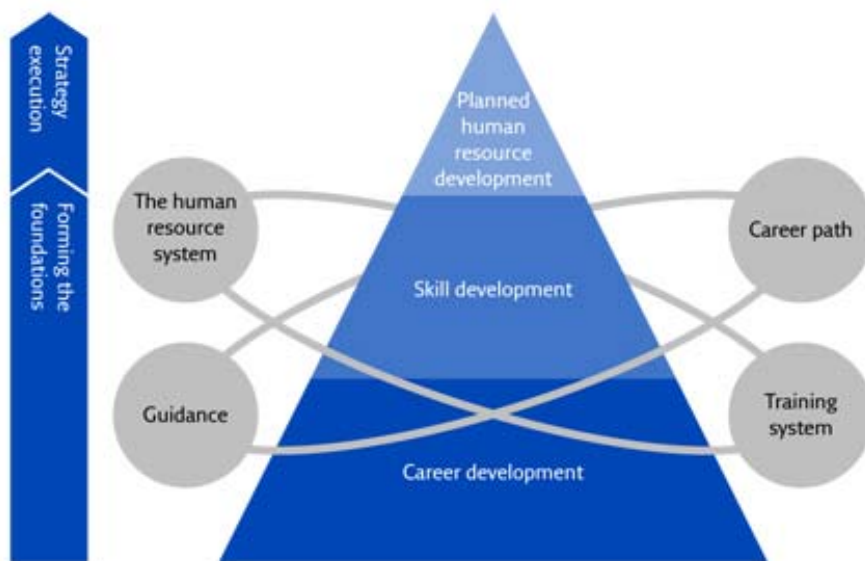 Strategy
execution
Forming the
foundations
Planned
human
resource
development
The human
resource
system
Career path
Skill development
Guidance
Training
system
Career development